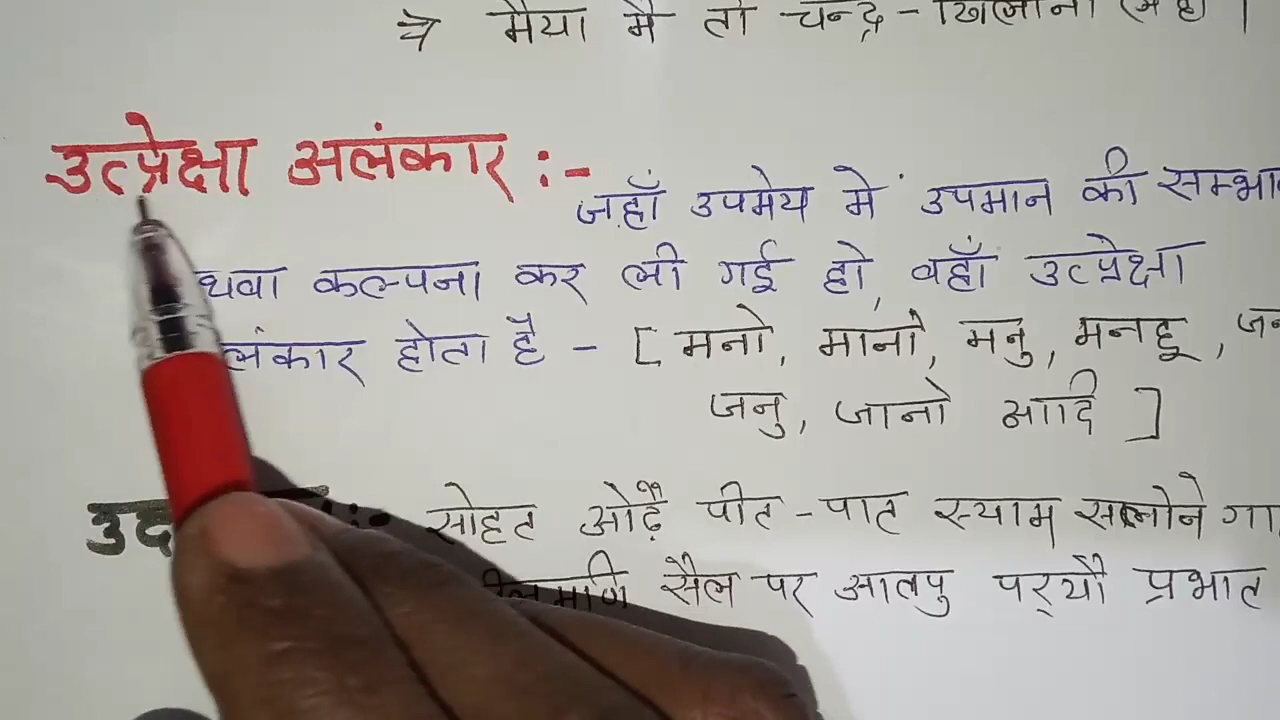 ⇒ मैया मैं तो चन्द्र-खिलौना
उत्प्रेक्षा अलंकार :-
जहाँ उपमेय में उपमान की
कल्पना कर ली गई हो, वहाँ उत्प्रेक्षा
होता है - [ मनो, मानो, मनु, मनहू,
जनु, जानो आदि ]
सोहत ओढ़ैं पीत-पाट स्याम सलोने
सैल पर आतपु पर्‌यौ प्रभात